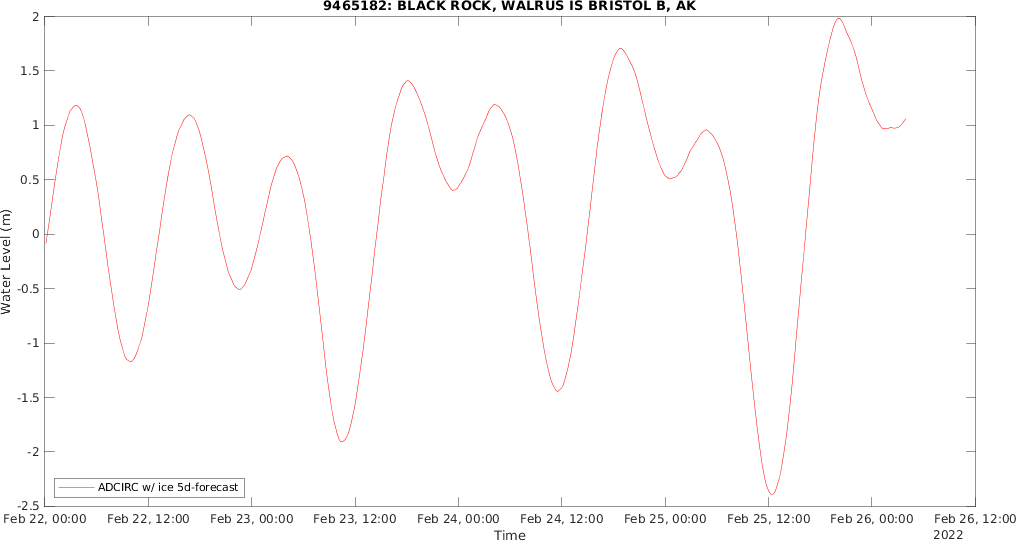 9465182: BLACK ROCK, WALRUS IS BRISTOL B, AK
2
1.5
1
0.5
0
-0.5
-1
-1.5
-2
-2.5
Water Level (m)
ADCIRC w/ ice 5d-forecast
Feb 22, 00:00 Feb 22, 12:00 Feb 23, 00:00 Feb 23, 12:00 Feb 24, 00:00 Feb 24, 12:00 Feb 25, 00:00 Feb 25, 12:00 Feb 26, 00:00 Feb 26, 12:00
Time
2022